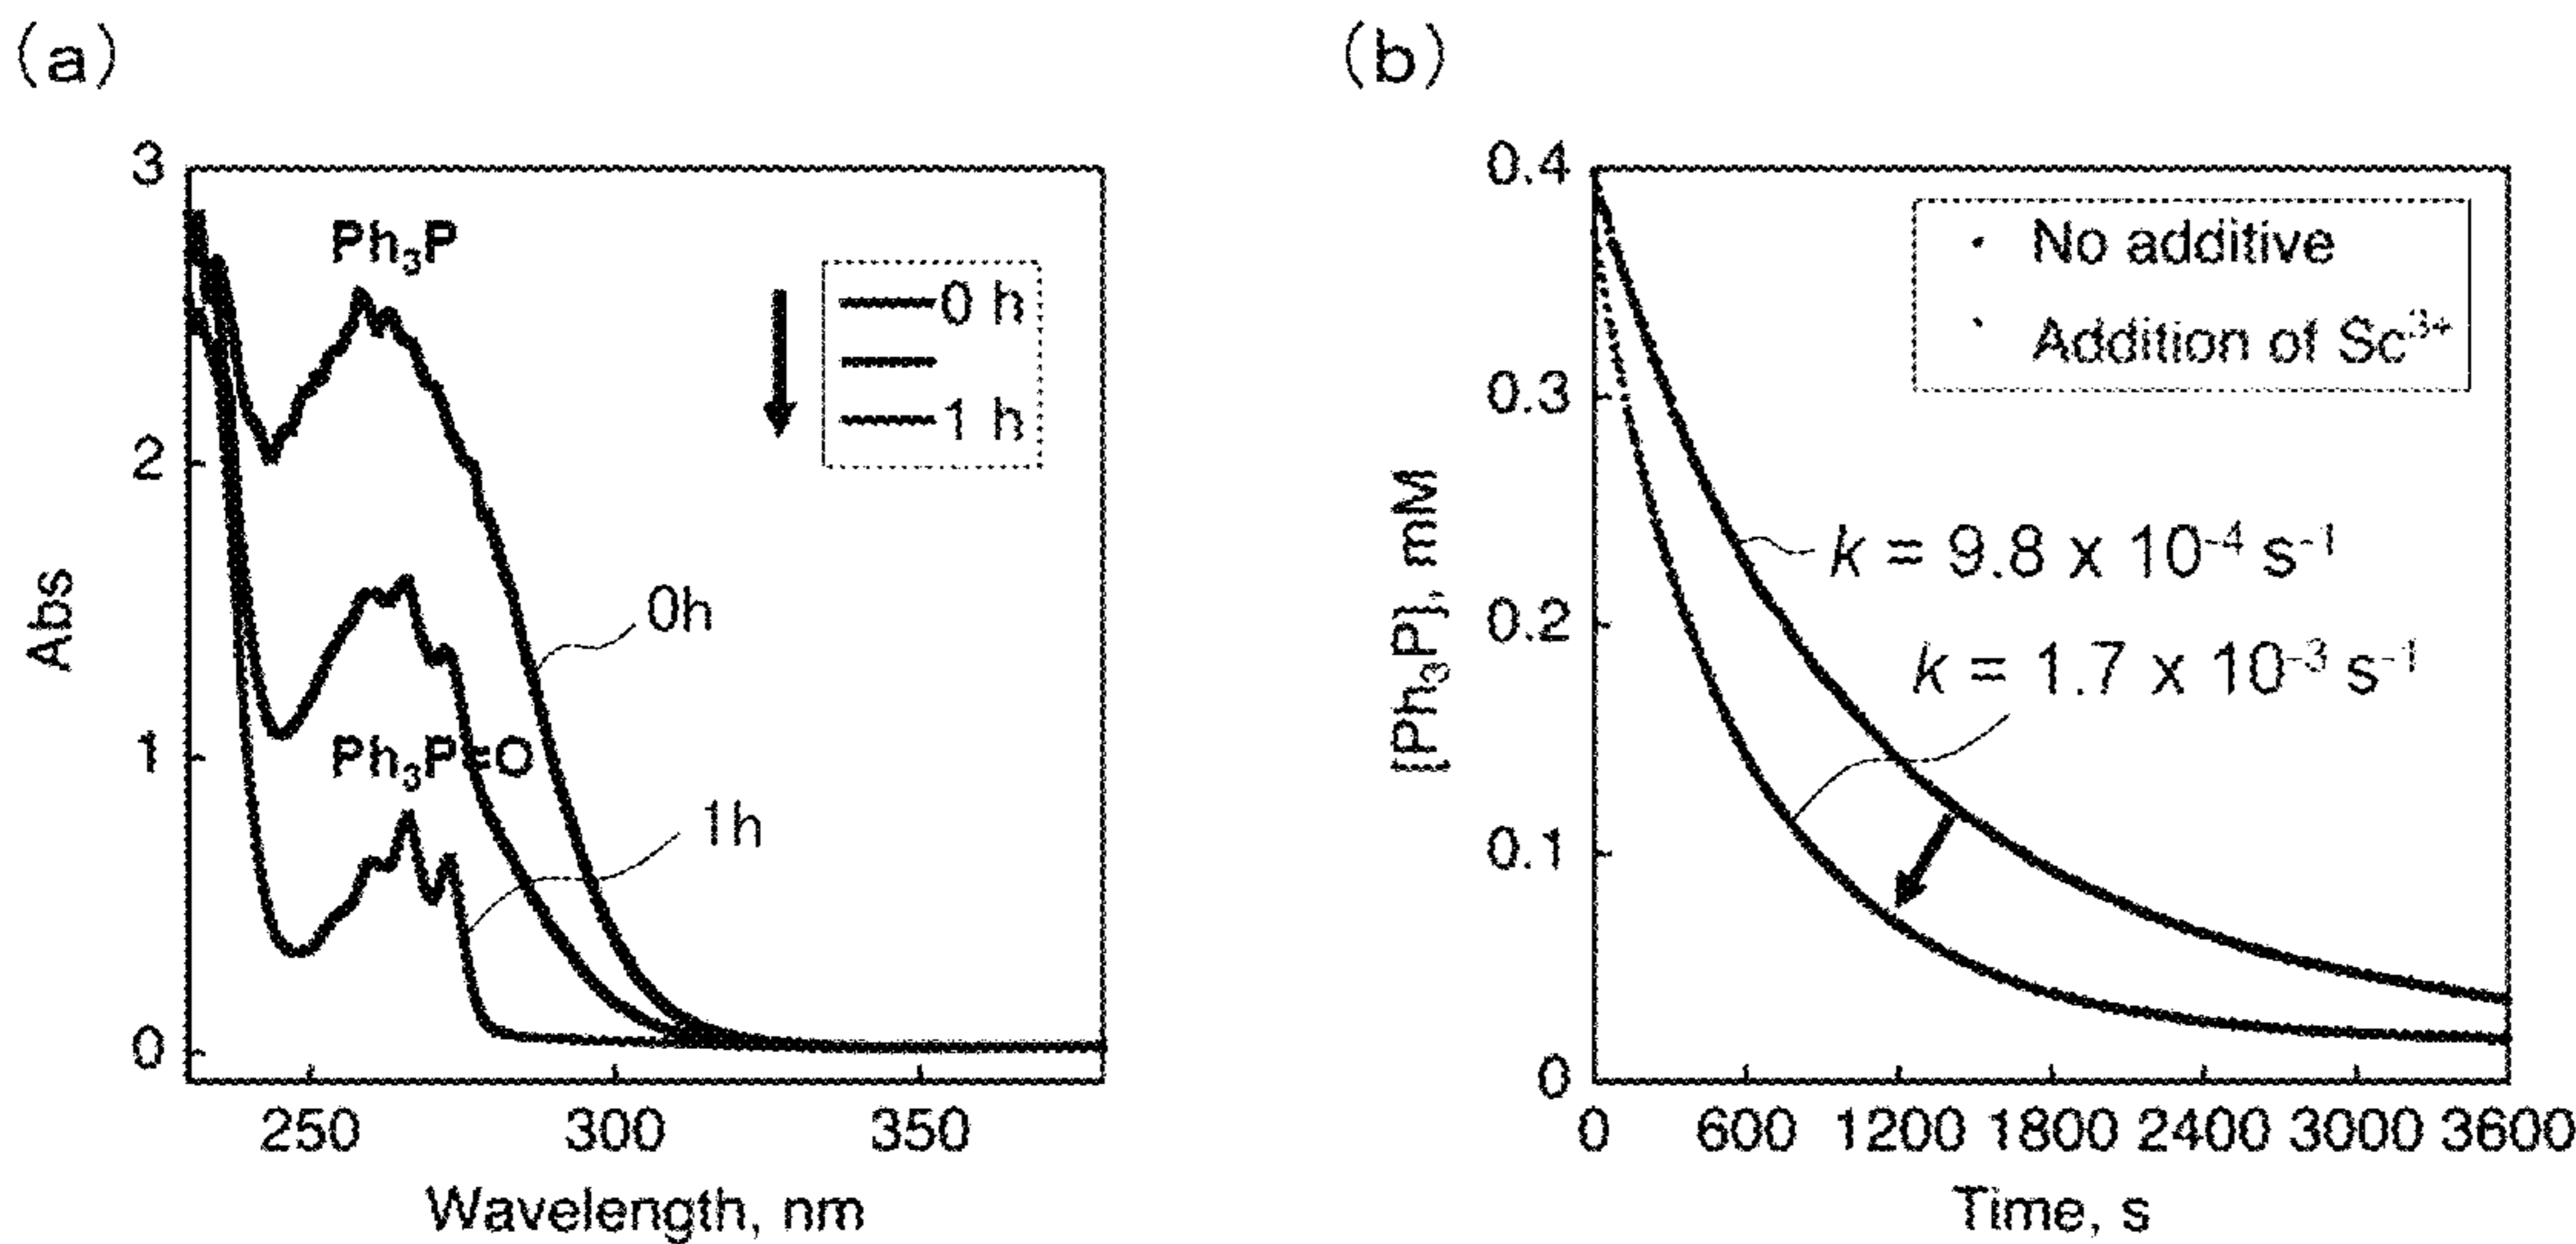 (a)
3
2
1
0
Abs
Ph₃P
0 h
1 h
0h
Ph₃P=O
1h
250 300 350
Wavelength, nm
(b)
0.4
0.3
0.2
0.1
0
[Ph₃P], mM
No additive
Addition of Sc³⁺
k = 9.8 x 10⁻⁴ s⁻¹
k = 1.7 x 10⁻³ s⁻¹
0 600 1200 1800 2400 3000 3600
Time, s